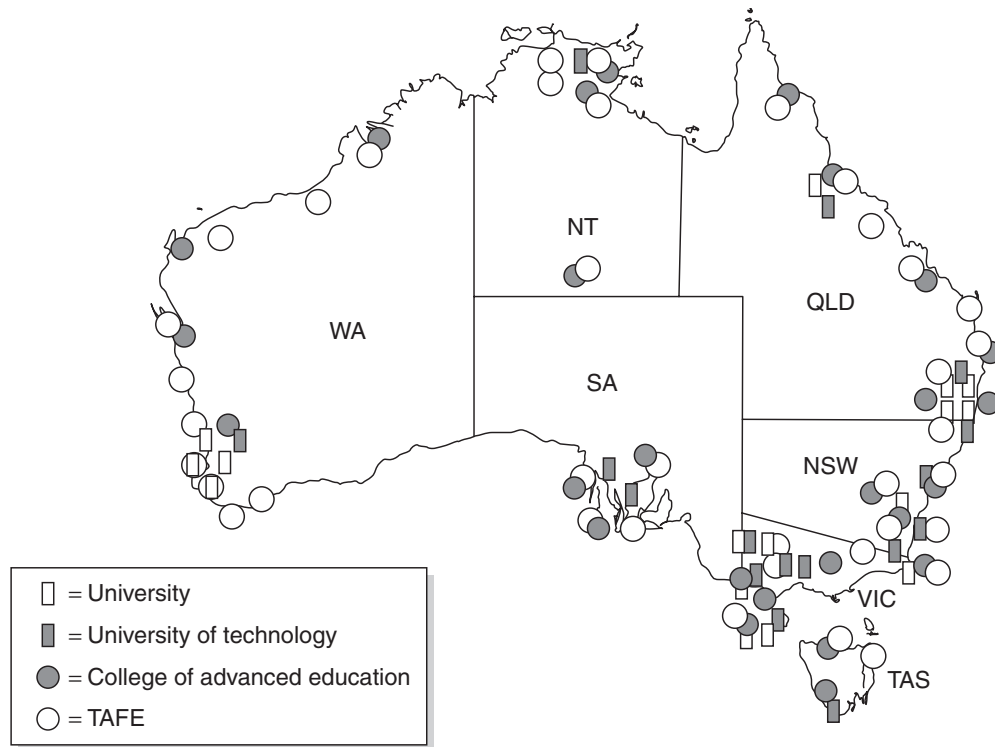 NT
QLD
WA
SA
NSW
VIC
TAS
= University
= University of technology
= College of advanced education
= TAFE